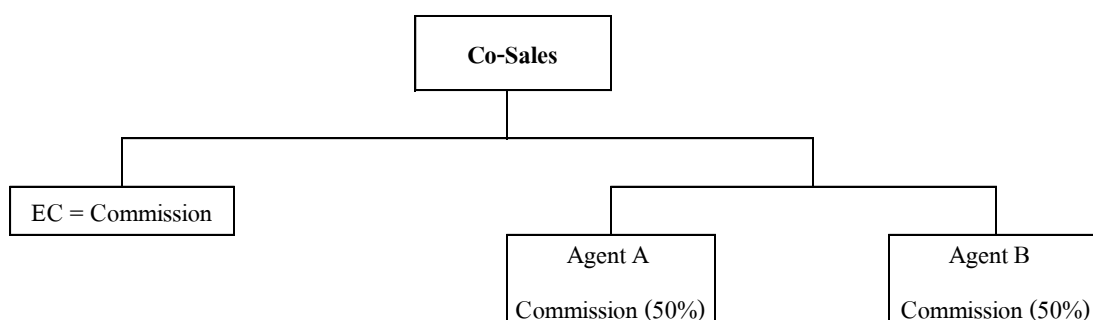 Co-Sales
EC = Commission
Agent A
Commission (50%)
Agent B
Commission (50%)